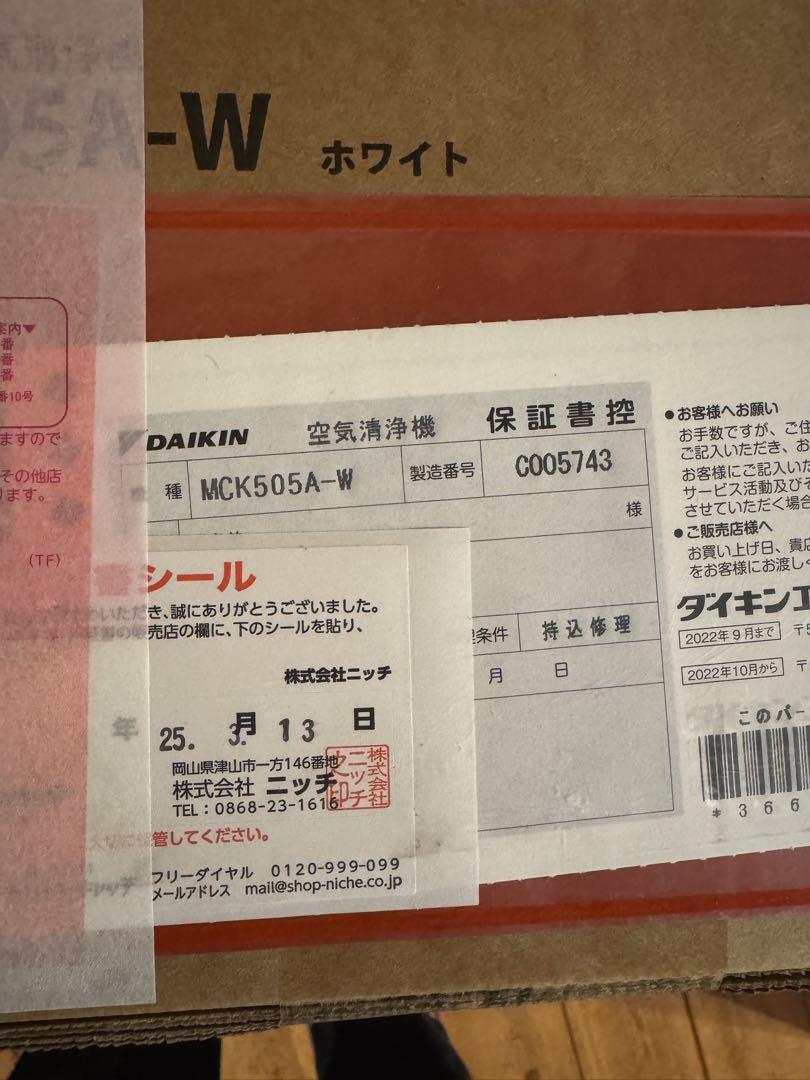 5A-W ホワイト
案内▼
番
番
番
番10号
ますので
その他店
ります。
(TF)
DAIKIN 空気清浄機 保証書控
種 MCK505A-W 製造番号 C005743
様
条件 持込修理
月 日
シール
いただき、誠にありがとうございました。
売店の欄に、下のシールを貼り、
株式会社ニッチ
年 月 日
25. 3. 13
岡山県津山市一方146番地
株式会社 ニッチ
TEL:0868-23-1616
株式会社ニッチ之印
管してください。
フリーダイヤル 0120-999-099
メールアドレス mail@shop-niche.co.jp
●お客様へお願い
お手数ですが、ご住
ご記入いただき、お
お客様にご記入いた
サービス活動及びそ
させていただく場合
●ご販売店様へ
お買い上げ日、貴店
をお客様にお渡しく
ダイキンエ
2022年9月まで 〒5
2022年10月から 〒
このバー
*366